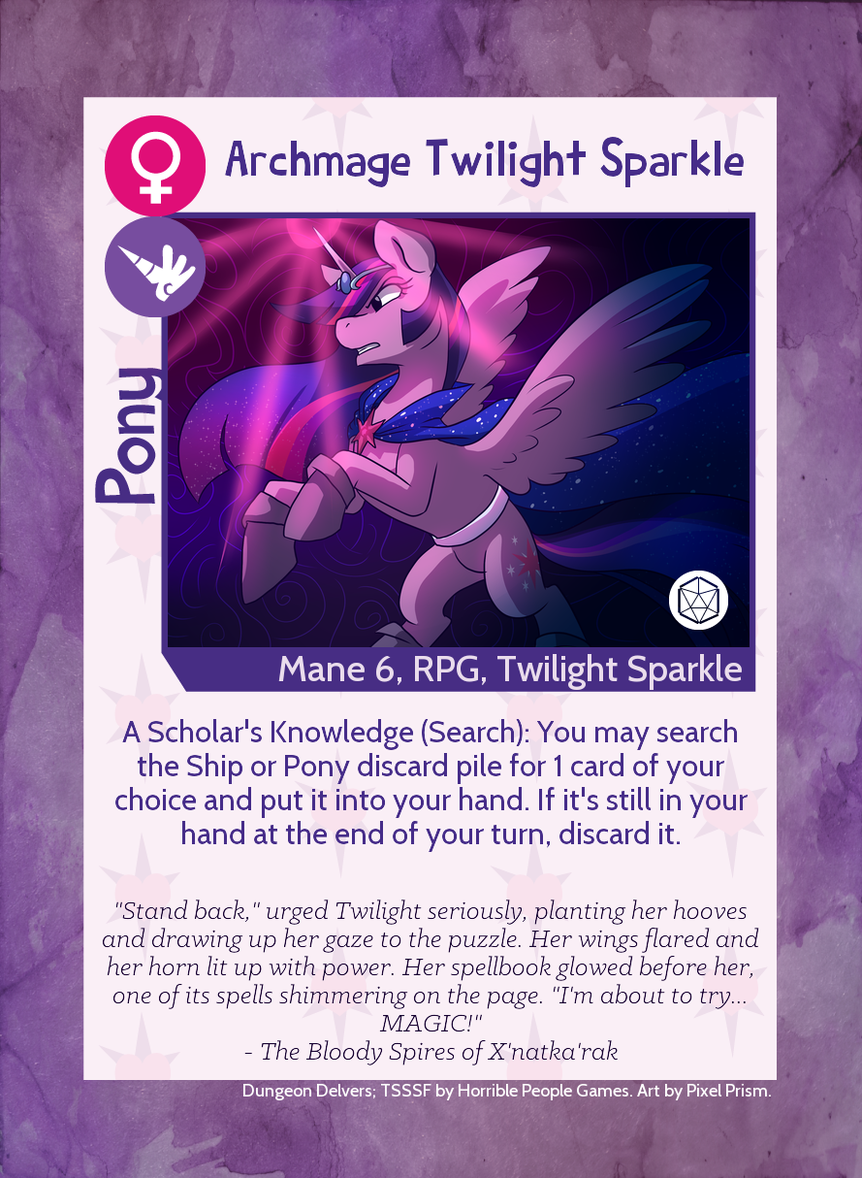 Archmage Twilight Sparkle
Pony
Mane 6, RPG, Twilight Sparkle
A Scholar's Knowledge (Search): You may search
the Ship or Pony discard pile for 1 card of your
choice and put it into your hand. If it's still in your
hand at the end of your turn, discard it.
"Stand back," urged Twilight seriously, planting her hooves
and drawing up her gaze to the puzzle. Her wings flared and
her horn lit up with power. Her spellbook glowed before her,
one of its spells shimmering on the page. "I'm about to try...
MAGIC!"
- The Bloody Spires of X'natka'rak
Dungeon Delvers; TSSSF by Horrible People Games. Art by Pixel Prism.